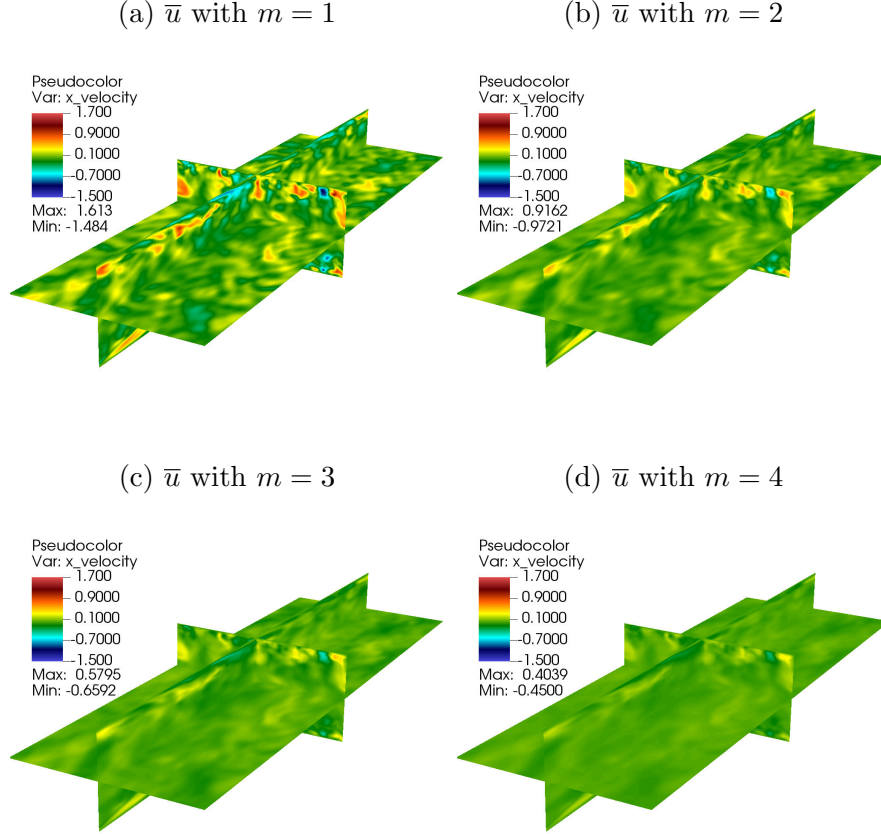 (a) u̅ with m = 1
Pseudocolor
Var: x_velocity
1.700
0.9000
0.1000
-0.7000
-1.500
Max: 1.613
Min: -1.484
(b) u̅ with m = 2
Pseudocolor
Var: x_velocity
1.700
0.9000
0.1000
-0.7000
-1.500
Max: 0.9162
Min: -0.9721
(c) u̅ with m = 3
Pseudocolor
Var: x_velocity
1.700
0.9000
0.1000
-0.7000
-1.500
Max: 0.5795
Min: -0.6592
(d) u̅ with m = 4
Pseudocolor
Var: x_velocity
1.700
0.9000
0.1000
-0.7000
-1.500
Max: 0.4039
Min: -0.4500